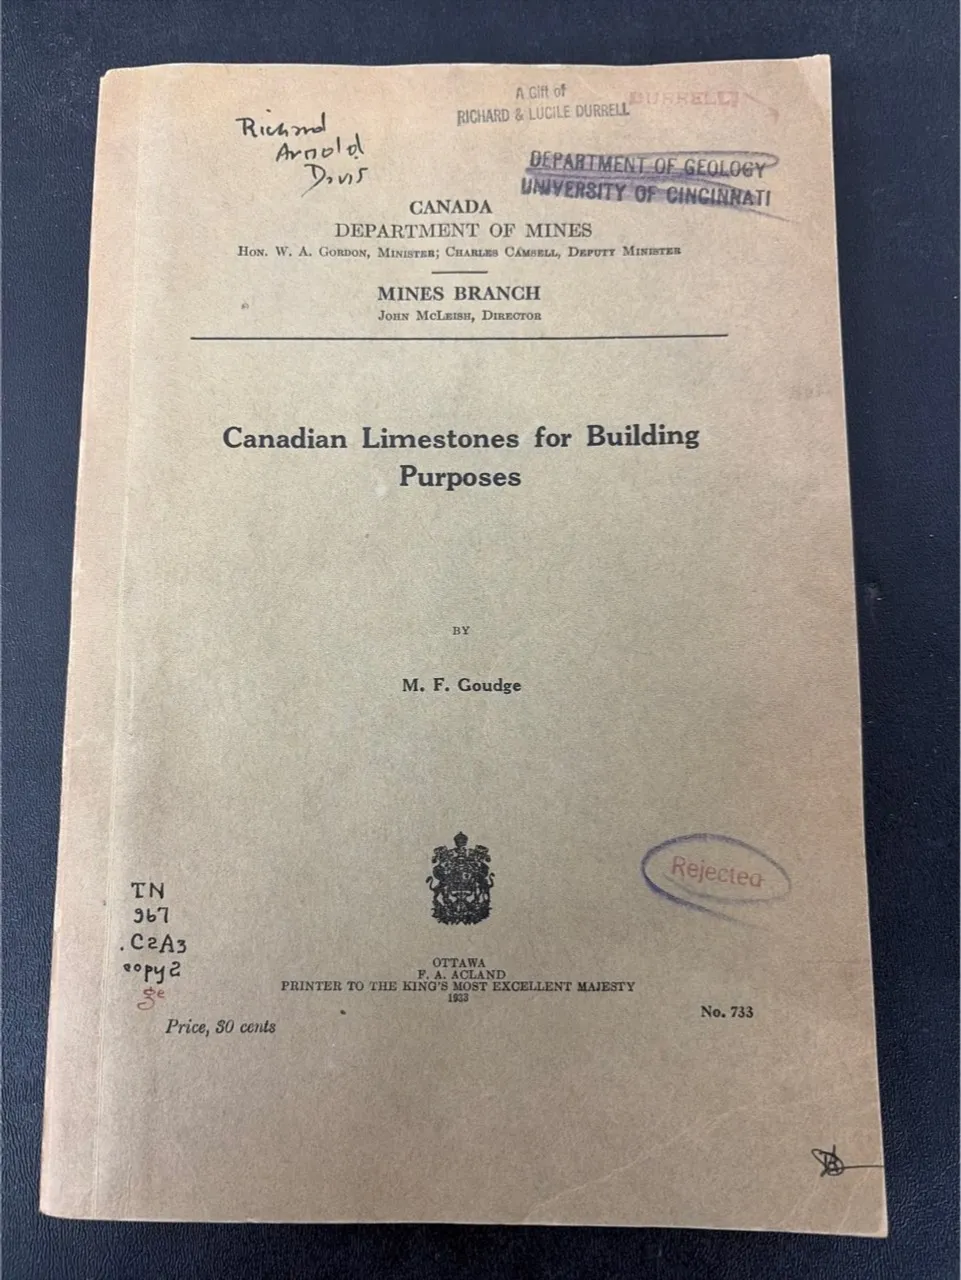 A Gift of
RICHARD & LUCILE DURRELL
DURRELL
Richard
Arnold
Davis
DEPARTMENT OF GEOLOGY
UNIVERSITY OF CINCINNATI
CANADA
DEPARTMENT OF MINES
Hon. W. A. Gordon, Minister; Charles Camsell, Deputy Minister
MINES BRANCH
John McLeish, Director
Canadian Limestones for Building
Purposes
BY
M. F. Goudge
Rejected
TN
967
.C2A3
copy 2
OTTAWA
F. A. ACLAND
PRINTER TO THE KING'S MOST EXCELLENT MAJESTY
1933
No. 733
Price, 30 cents